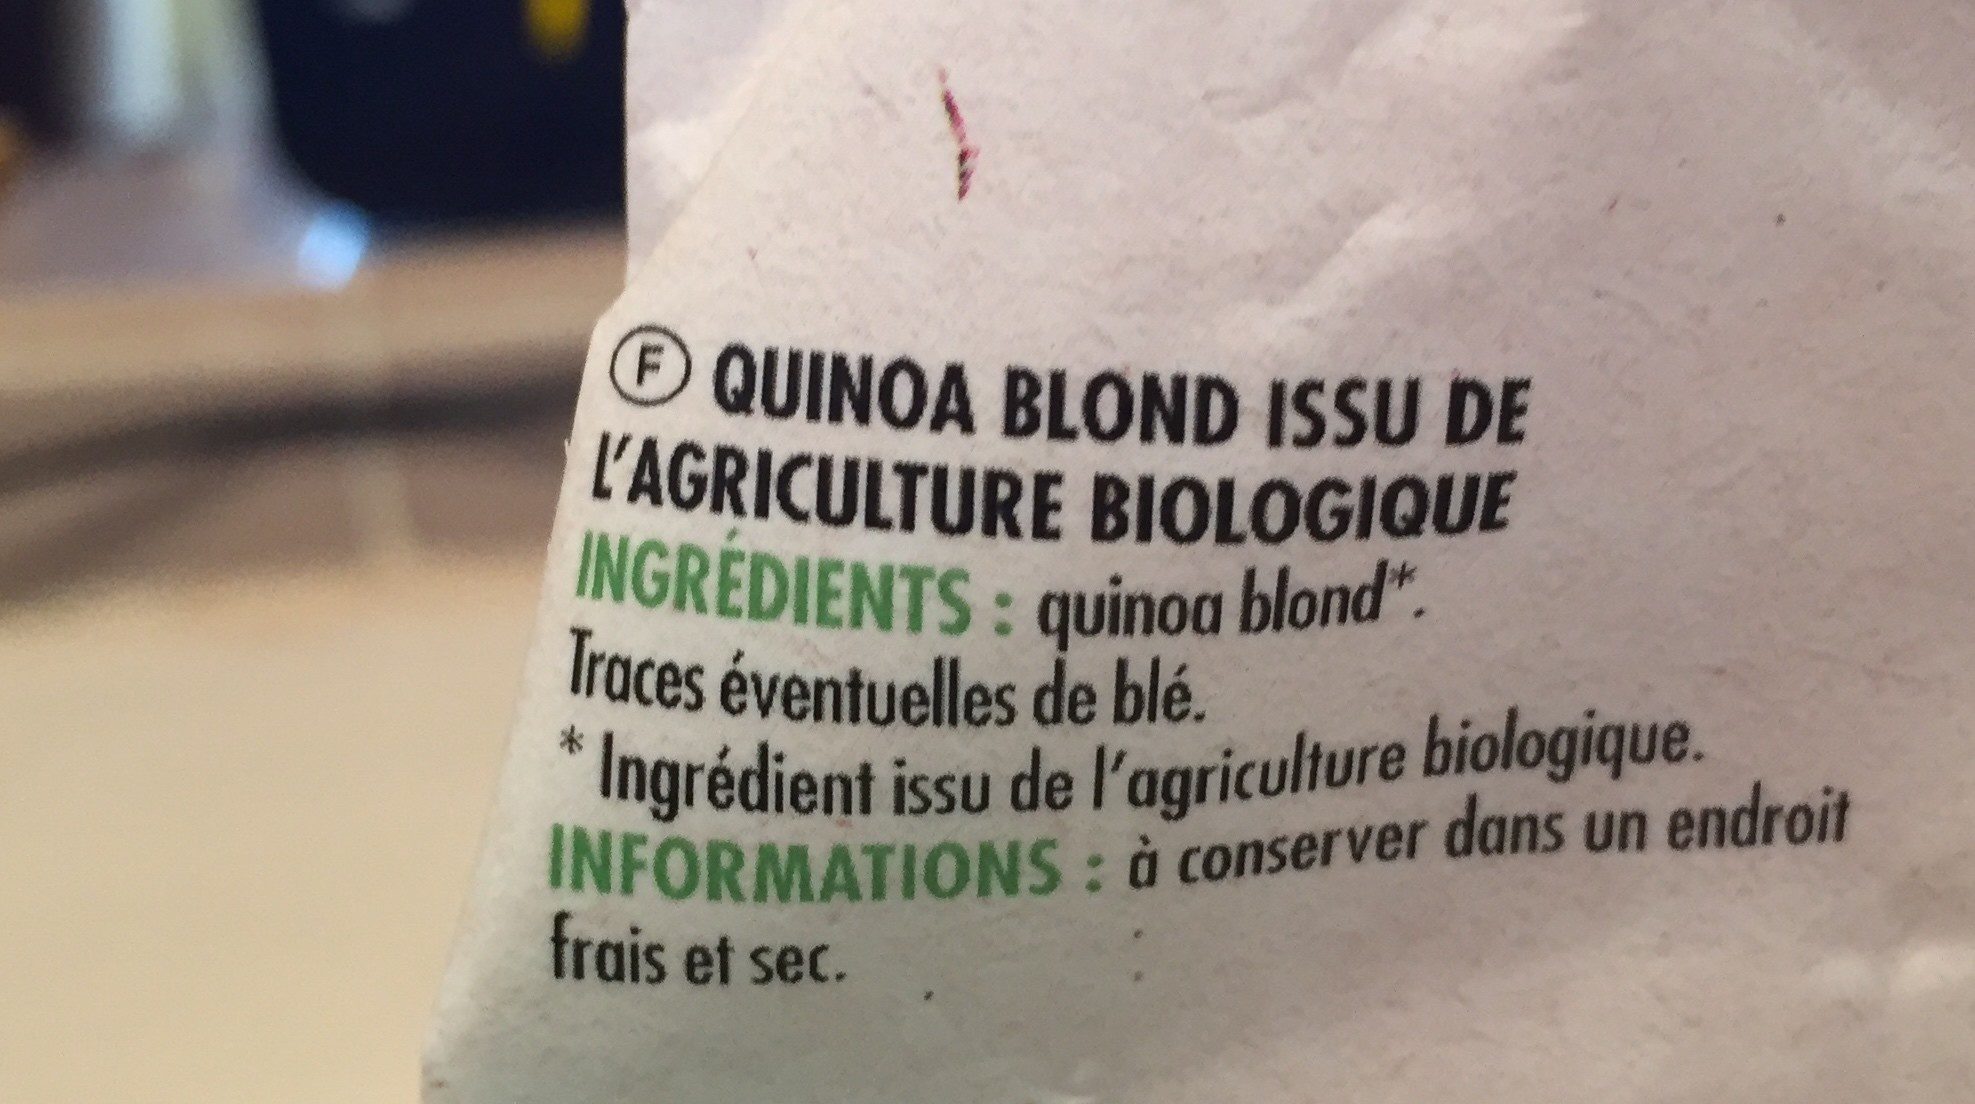 F QUINOA BLOND ISSU DE
L'AGRICULTURE BIOLOGIQUE
INGRÉDIENTS : quinoa blond*.
Traces éventuelles de blé.
* Ingrédient issu de l'agriculture biologique.
INFORMATIONS : à conserver dans un endroit
frais et sec.